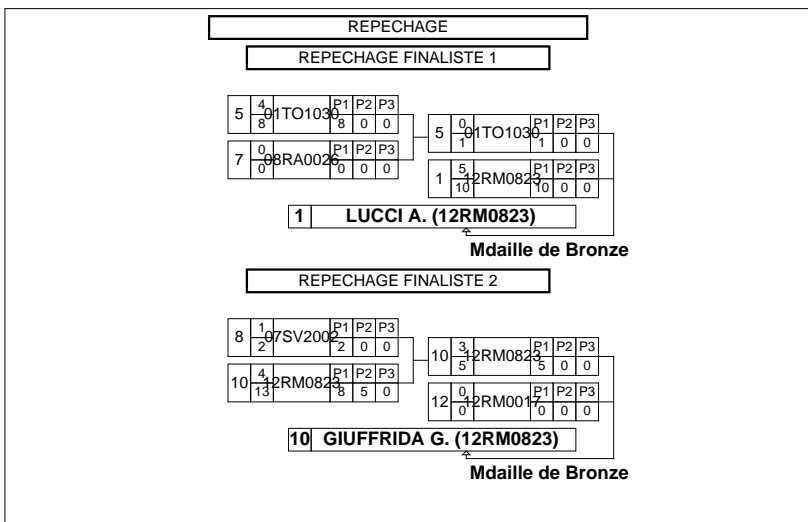 REPECHAGE
REPECHAGE FINALISTE 1
5 4 8 01TO1030 P1 P2 P3
8 0 0
7 0 0 08RA0026 P1 P2 P3
0 0 0
5 0 1 01TO1030 P1 P2 P3
1 0 0
1 5 10 12RM0823 P1 P2 P3
10 0 0
1 LUCCI A. (12RM0823)
Mdaille de Bronze
REPECHAGE FINALISTE 2
8 1 2 07SV2002 P1 P2 P3
2 0 0
10 4 13 12RM0823 P1 P2 P3
8 5 0
10 3 5 12RM0823 P1 P2 P3
5 0 0
12 0 0 12RM0017 P1 P2 P3
0 0 0
10 GIUFFRIDA G. (12RM0823)
Mdaille de Bronze